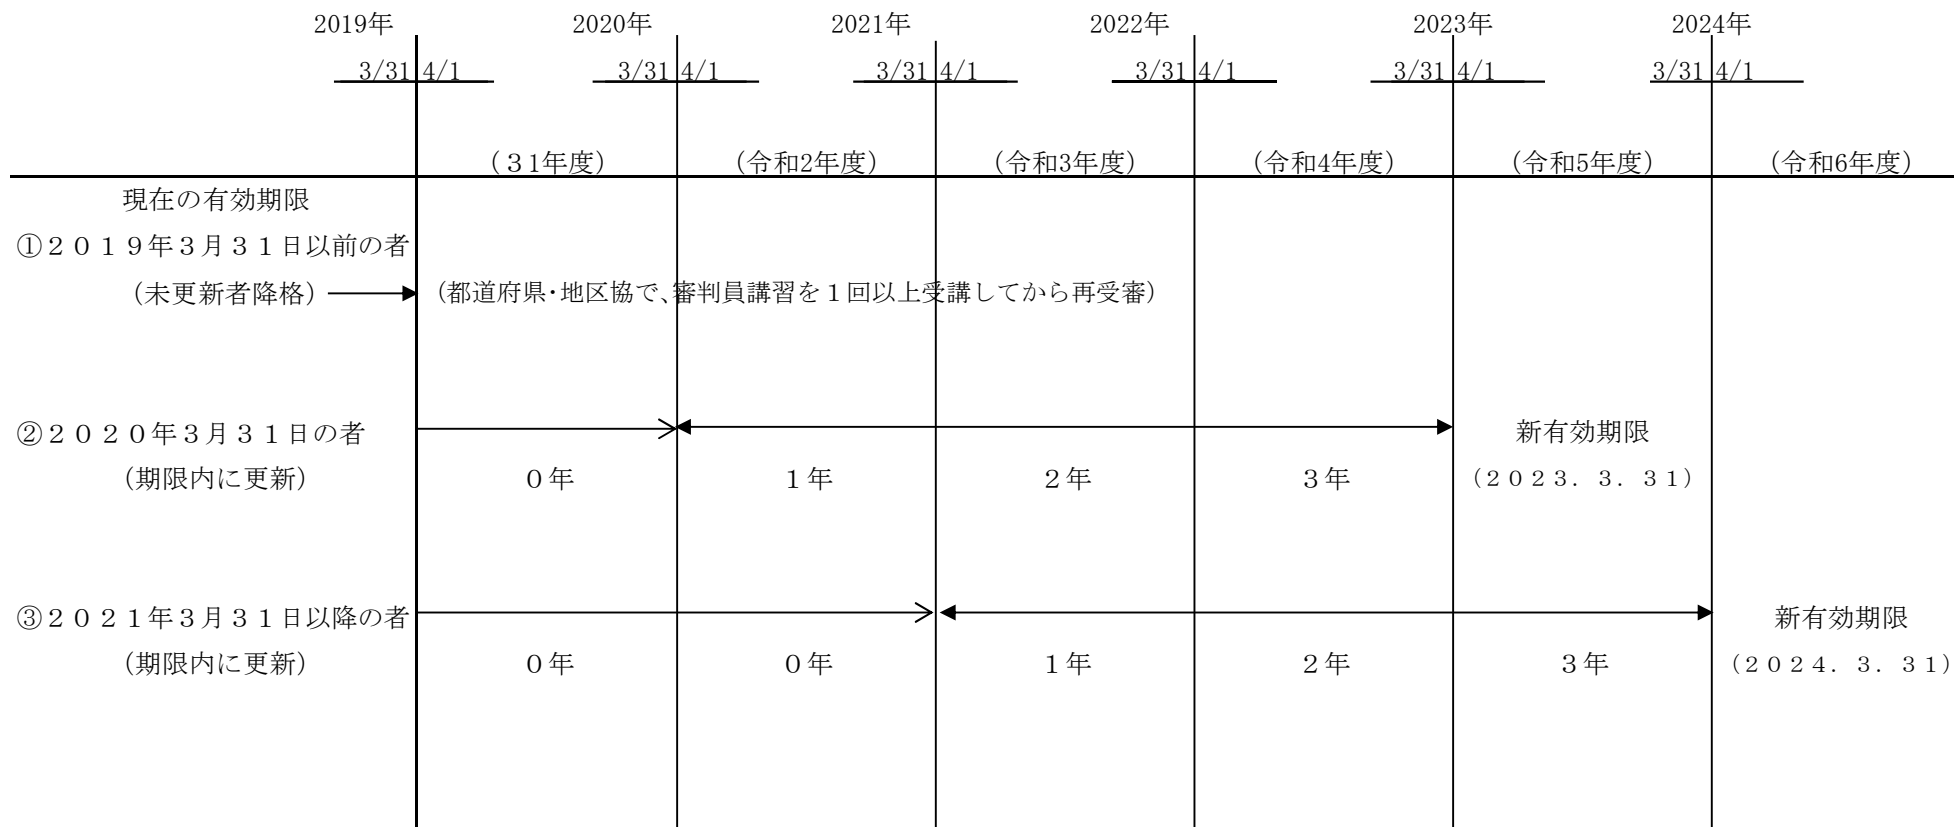 2019年 2020年 2021年 2022年 2023年 2024年
3/31 4/1 3/31 4/1 3/31 4/1 3/31 4/1 3/31 4/1 3/31 4/1
(３1年度) (令和2年度) (令和3年度) (令和4年度) (令和5年度) (令和6年度)
現在の有効期限
①２０１９年３月３１日以前の者
(未更新者降格) (都道府県･地区協で､審判員講習を１回以上受講してから再受審)
②２０２０年３月３１日の者 新有効期限
(期限内に更新) ０年 １年 ２年 ３年 (２０２３．３．３１)
③２０２１年３月３１日以降の者 新有効期限
(期限内に更新) ０年 ０年 １年 ２年 ３年 (２０２４．３．３１)